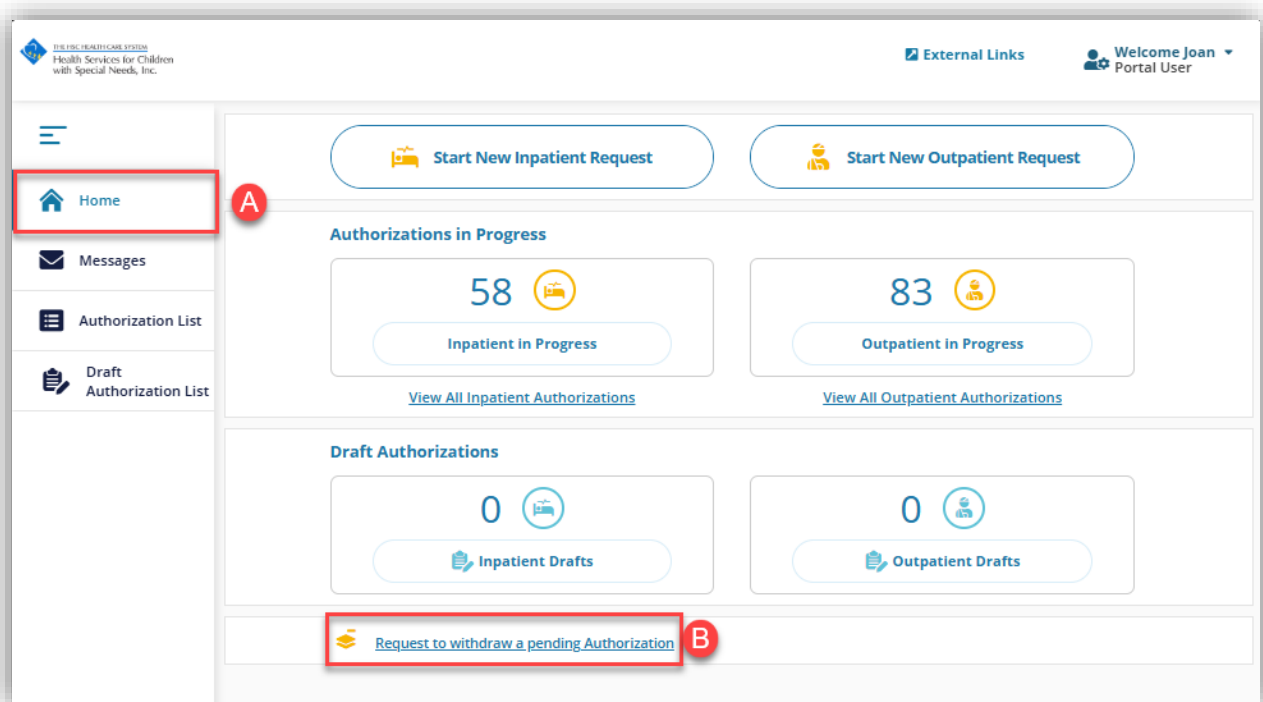 THE HSC HEALTH CARE SYSTEM
Health Services for Children
with Special Needs, Inc.
External Links
Welcome Joan
Portal User
Home
A
Messages
Authorization List
Draft
Authorization List
Start New Inpatient Request
Start New Outpatient Request
Authorizations in Progress
58
83
Inpatient in Progress
Outpatient in Progress
View All Inpatient Authorizations
View All Outpatient Authorizations
Draft Authorizations
0
0
Inpatient Drafts
Outpatient Drafts
Request to withdraw a pending Authorization
B